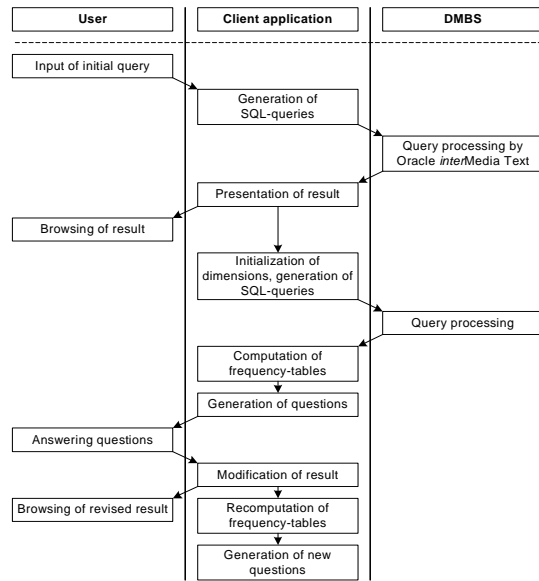 User
Client application
DMBS
Input of initial query
Generation of
SQL-queries
Query processing by
Oracle interMedia Text
Presentation of result
Browsing of result
Initialization of
dimensions, generation of
SQL-queries
Query processing
Computation of
frequency-tables
Generation of questions
Answering questions
Modification of result
Browsing of revised result
Recomputation of
frequency-tables
Generation of new
questions